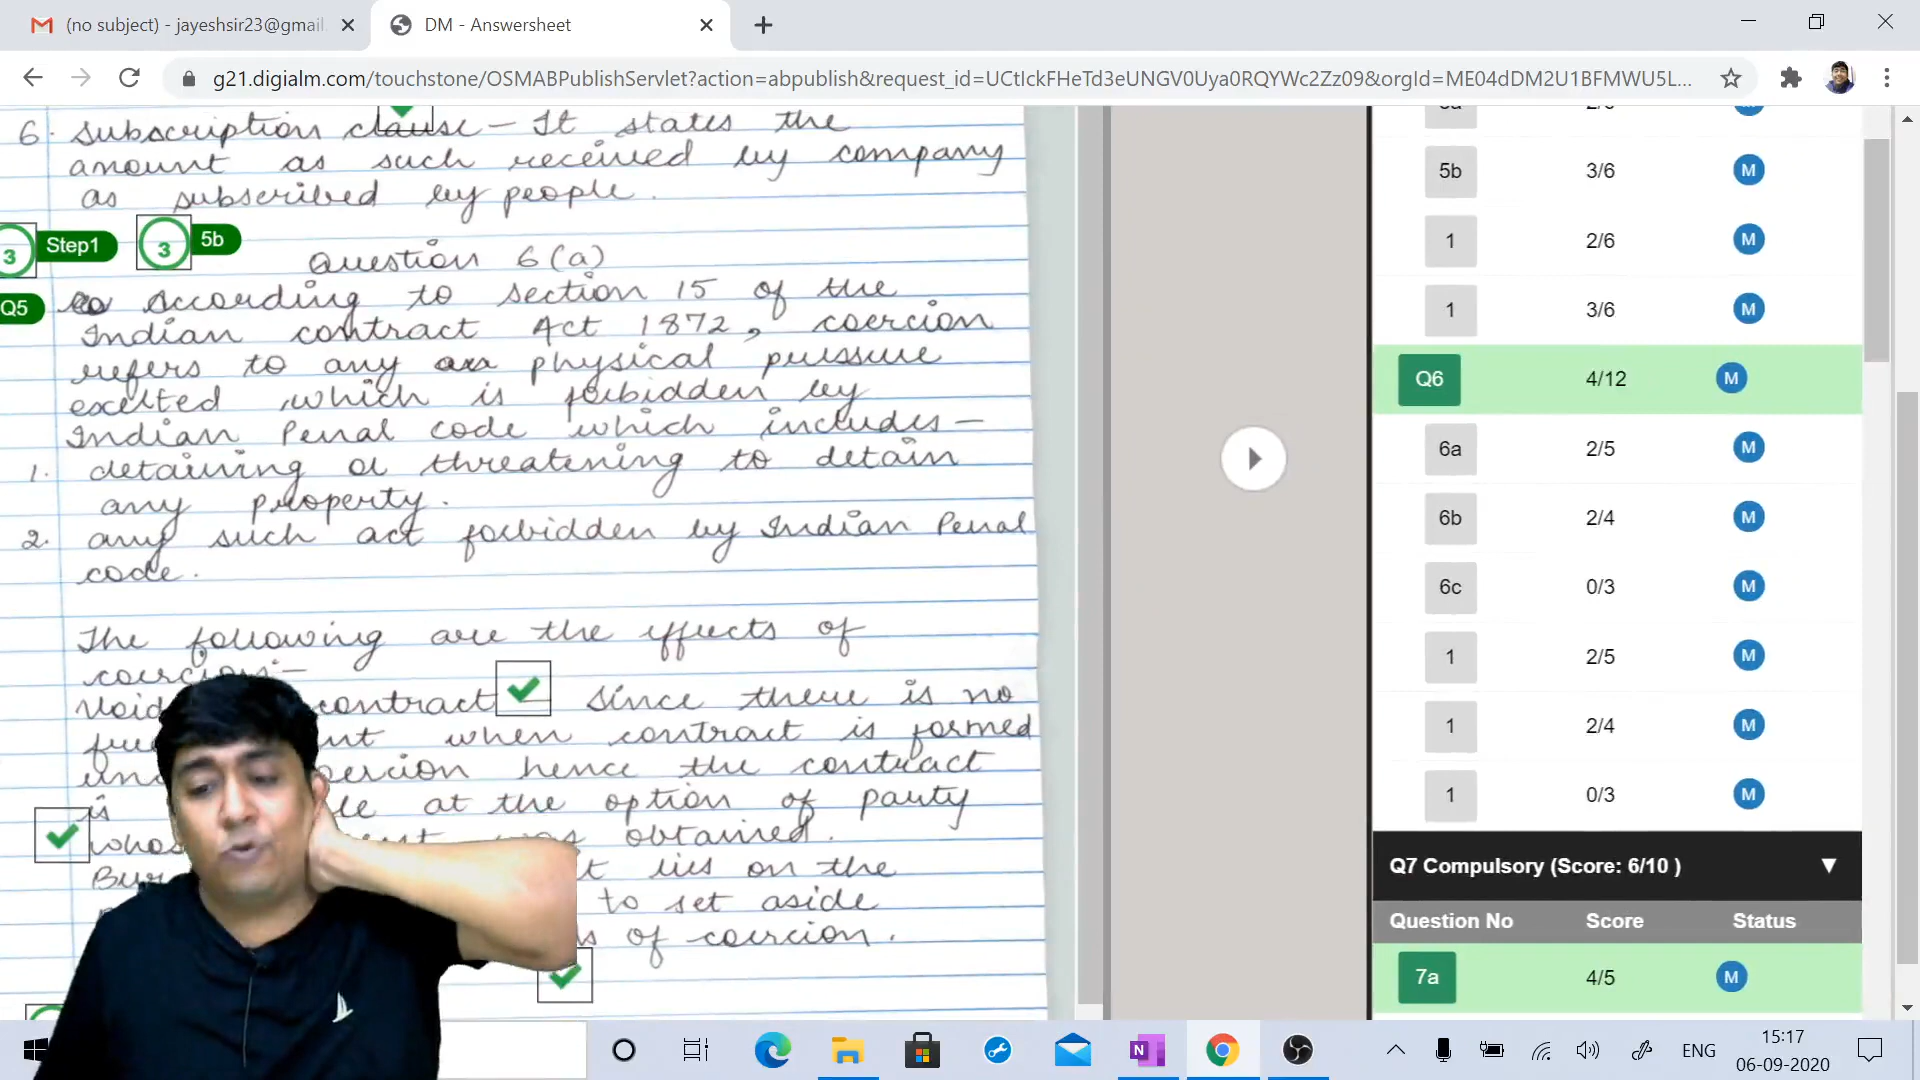 (no subject) - jayeshsir23@gmail.
DM - Answersheet
g21.digialm.com/touchstone/OSMABPublishServlet?action=abpublish&request_id=UCtIckFHeTd3eUNGV0Uya0RQYWc2Zz09&orgId=ME04dDM2U1BFMWU5L...
6. Subscription clause - It states the
amount as such received by company
as subscribed by people.
3 Step1 3 5b
Question 6(a)
Q5 According to section 15 of the
Indian contract Act 1872, coercion
refers to any physical pressure
excelted which is forbidden by
Indian Penal code which includes -
1. detaining or threatening to detain
any property.
2. any such act forbidden by Indian Penal
code.
The following are the effects of
coercion:-
Void contract Since there is no
when contract is formed
hence the contract
is at the option of party
obtained.
lies on the
to set aside
of coercion.
5b 3/6 M
1 2/6 M
1 3/6 M
Q6 4/12 M
6a 2/5 M
6b 2/4 M
6c 0/3 M
1 2/5 M
1 2/4 M
1 0/3 M
Q7 Compulsory (Score: 6/10 ) ▼
Question No Score Status
7a 4/5 M
N
ENG
15:17
06-09-2020